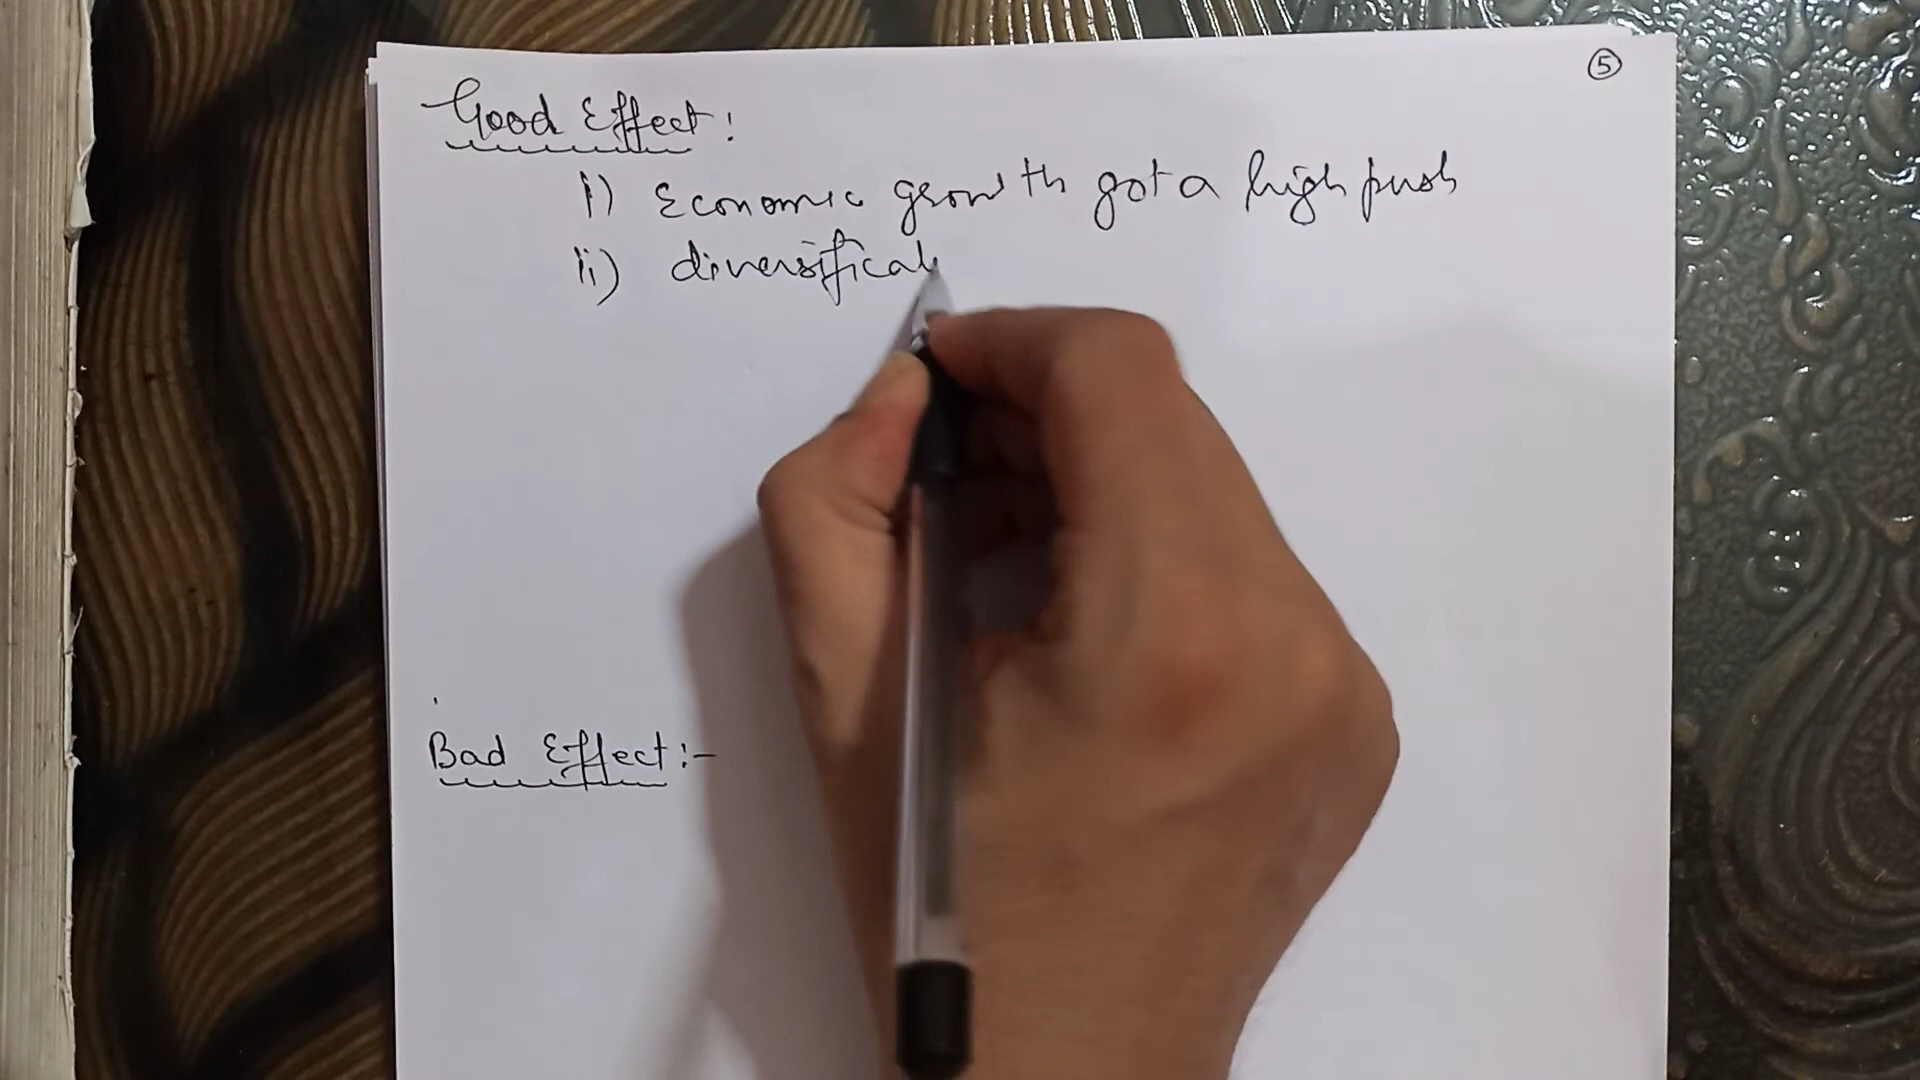 5
Good Effect :
i) Economic growth got a high push
ii) diversificat
Bad Effect :-